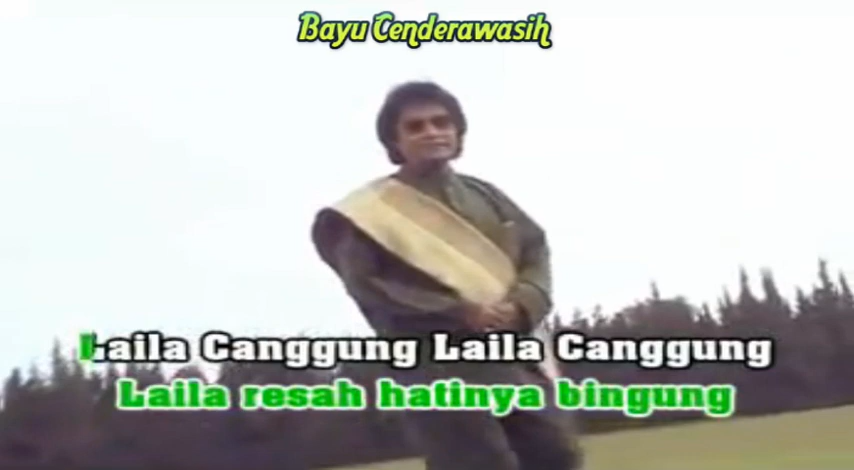 Bayu Cenderawasih
Laila Canggung Laila Canggung
Laila resah hatinya bingung